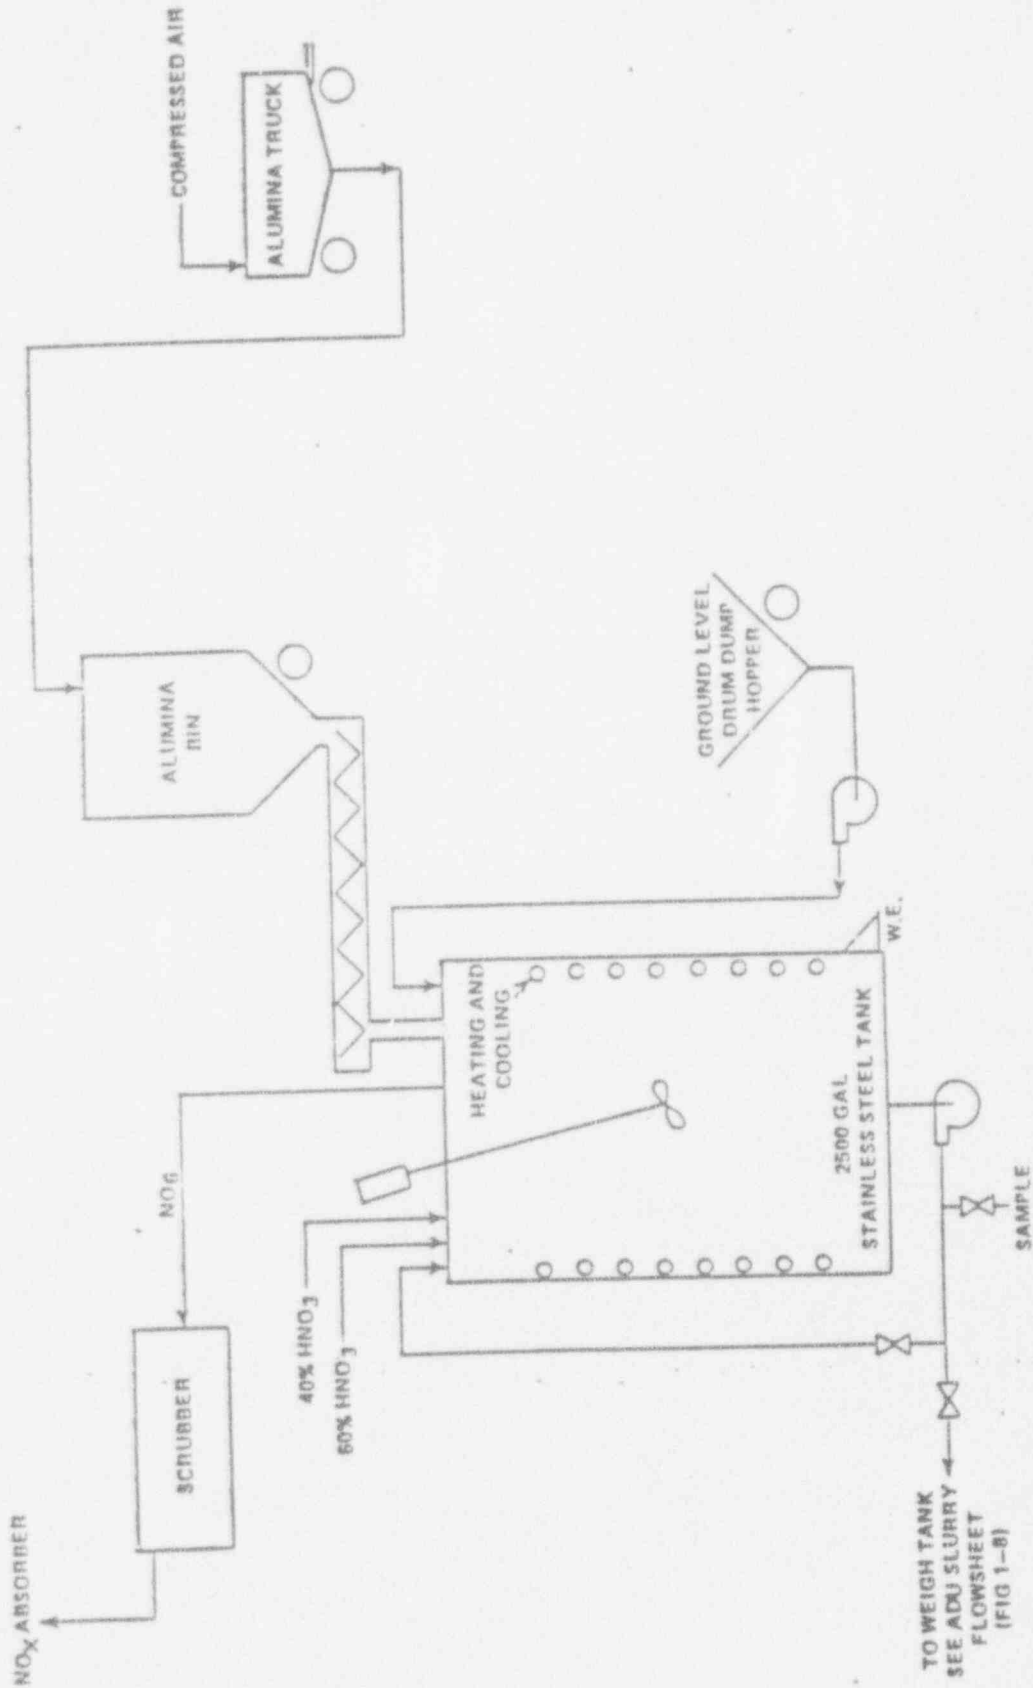 NOX ABSORBER
SCRUBBER
NO6
40% HNO3
60% HNO3
HEATING AND
COOLING
2500 GAL
STAINLESS STEEL TANK
W.E.
SAMPLE
TO WEIGH TANK
SEE ADU SLURRY
FLOWSHEET
(FIG 1-8)
ALUMINA
BIN
GROUND LEVEL
DRUM DUMP
HOPPER
COMPRESSED AIR
ALUMINA TRUCK